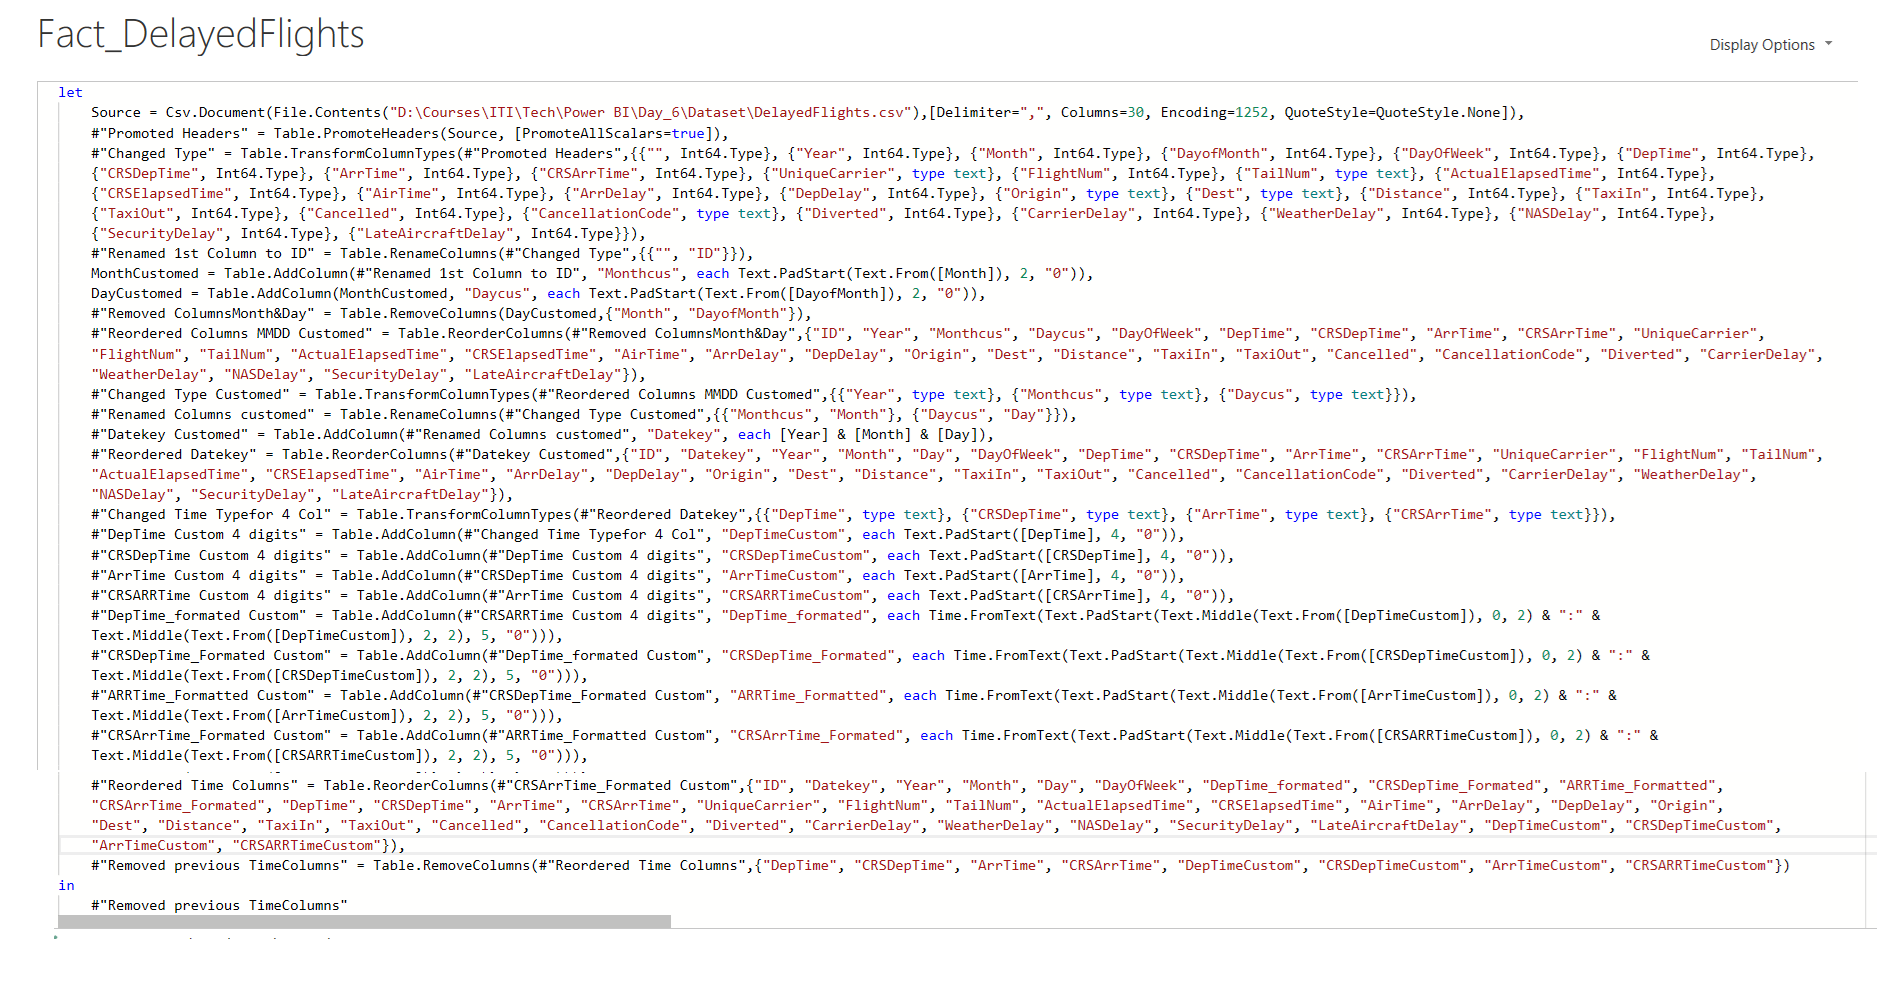 Fact_DelayedFlights
Display Options
let
Source = Csv.Document(File.Contents("D:\Courses\ITI\Tech\Power BI\Day_6\Dataset\DelayedFlights.csv"),[Delimiter=",", Columns=30, Encoding=1252, QuoteStyle=QuoteStyle.None]),
#"Promoted Headers" = Table.PromoteHeaders(Source, [PromoteAllScalars=true]),
#"Changed Type" = Table.TransformColumnTypes(#"Promoted Headers",{{"", Int64.Type}, {"Year", Int64.Type}, {"Month", Int64.Type}, {"DayofMonth", Int64.Type}, {"DayOfWeek", Int64.Type}, {"DepTime", Int64.Type},
{"CRSDepTime", Int64.Type}, {"ArrTime", Int64.Type}, {"CRSArrTime", Int64.Type}, {"UniqueCarrier", type text}, {"FlightNum", Int64.Type}, {"TailNum", type text}, {"ActualElapsedTime", Int64.Type},
{"CRSElapsedTime", Int64.Type}, {"AirTime", Int64.Type}, {"ArrDelay", Int64.Type}, {"DepDelay", Int64.Type}, {"Origin", type text}, {"Dest", type text}, {"Distance", Int64.Type}, {"TaxiIn", Int64.Type},
{"TaxiOut", Int64.Type}, {"Cancelled", Int64.Type}, {"CancellationCode", type text}, {"Diverted", Int64.Type}, {"CarrierDelay", Int64.Type}, {"WeatherDelay", Int64.Type}, {"NASDelay", Int64.Type},
{"SecurityDelay", Int64.Type}, {"LateAircraftDelay", Int64.Type}}),
#"Renamed 1st Column to ID" = Table.RenameColumns(#"Changed Type",{{"", "ID"}}),
MonthCustomed = Table.AddColumn(#"Renamed 1st Column to ID", "Monthcus", each Text.PadStart(Text.From([Month]), 2, "0")),
DayCustomed = Table.AddColumn(MonthCustomed, "Daycus", each Text.PadStart(Text.From([DayofMonth]), 2, "0")),
#"Removed ColumnsMonth&Day" = Table.RemoveColumns(DayCustomed,{"Month", "DayofMonth"}),
#"Reordered Columns MMDD Customed" = Table.ReorderColumns(#"Removed ColumnsMonth&Day",{"ID", "Year", "Monthcus", "Daycus", "DayOfWeek", "DepTime", "CRSDepTime", "ArrTime", "CRSArrTime", "UniqueCarrier",
"FlightNum", "TailNum", "ActualElapsedTime", "CRSElapsedTime", "AirTime", "ArrDelay", "DepDelay", "Origin", "Dest", "Distance", "TaxiIn", "TaxiOut", "Cancelled", "CancellationCode", "Diverted", "CarrierDelay",
"WeatherDelay", "NASDelay", "SecurityDelay", "LateAircraftDelay"}),
#"Changed Type Customed" = Table.TransformColumnTypes(#"Reordered Columns MMDD Customed",{{"Year", type text}, {"Monthcus", type text}, {"Daycus", type text}}),
#"Renamed Columns customed" = Table.RenameColumns(#"Changed Type Customed",{{"Monthcus", "Month"}, {"Daycus", "Day"}}),
#"Datekey Customed" = Table.AddColumn(#"Renamed Columns customed", "Datekey", each [Year] & [Month] & [Day]),
#"Reordered Datekey" = Table.ReorderColumns(#"Datekey Customed",{"ID", "Datekey", "Year", "Month", "Day", "DayOfWeek", "DepTime", "CRSDepTime", "ArrTime", "CRSArrTime", "UniqueCarrier", "FlightNum", "TailNum",
"ActualElapsedTime", "CRSElapsedTime", "AirTime", "ArrDelay", "DepDelay", "Origin", "Dest", "Distance", "TaxiIn", "TaxiOut", "Cancelled", "CancellationCode", "Diverted", "CarrierDelay", "WeatherDelay",
"NASDelay", "SecurityDelay", "LateAircraftDelay"}),
#"Changed Time Typefor 4 Col" = Table.TransformColumnTypes(#"Reordered Datekey",{{"DepTime", type text}, {"CRSDepTime", type text}, {"ArrTime", type text}, {"CRSArrTime", type text}}),
#"DepTime Custom 4 digits" = Table.AddColumn(#"Changed Time Typefor 4 Col", "DepTimeCustom", each Text.PadStart([DepTime], 4, "0")),
#"CRSDepTime Custom 4 digits" = Table.AddColumn(#"DepTime Custom 4 digits", "CRSDepTimeCustom", each Text.PadStart([CRSDepTime], 4, "0")),
#"ArrTime Custom 4 digits" = Table.AddColumn(#"CRSDepTime Custom 4 digits", "ArrTimeCustom", each Text.PadStart([ArrTime], 4, "0")),
#"CRSARRTime Custom 4 digits" = Table.AddColumn(#"ArrTime Custom 4 digits", "CRSARRTimeCustom", each Text.PadStart([CRSArrTime], 4, "0")),
#"DepTime_formated Custom" = Table.AddColumn(#"CRSARRTime Custom 4 digits", "DepTime_formated", each Time.FromText(Text.PadStart(Text.Middle(Text.From([DepTimeCustom]), 0, 2) & ":" &
Text.Middle(Text.From([DepTimeCustom]), 2, 2), 5, "0"))),
#"CRSDepTime_Formated Custom" = Table.AddColumn(#"DepTime_formated Custom", "CRSDepTime_Formated", each Time.FromText(Text.PadStart(Text.Middle(Text.From([CRSDepTimeCustom]), 0, 2) & ":" &
Text.Middle(Text.From([CRSDepTimeCustom]), 2, 2), 5, "0"))),
#"ARRTime_Formatted Custom" = Table.AddColumn(#"CRSDepTime_Formated Custom", "ARRTime_Formatted", each Time.FromText(Text.PadStart(Text.Middle(Text.From([ArrTimeCustom]), 0, 2) & ":" &
Text.Middle(Text.From([ArrTimeCustom]), 2, 2), 5, "0"))),
#"CRSArrTime_Formated Custom" = Table.AddColumn(#"ARRTime_Formatted Custom", "CRSArrTime_Formated", each Time.FromText(Text.PadStart(Text.Middle(Text.From([CRSARRTimeCustom]), 0, 2) & ":" &
Text.Middle(Text.From([CRSARRTimeCustom]), 2, 2), 5, "0"))),
#"Reordered Time Columns" = Table.ReorderColumns(#"CRSArrTime_Formated Custom",{"ID", "Datekey", "Year", "Month", "Day", "DayOfWeek", "DepTime_formated", "CRSDepTime_Formated", "ARRTime_Formatted",
"CRSArrTime_Formated", "DepTime", "CRSDepTime", "ArrTime", "CRSArrTime", "UniqueCarrier", "FlightNum", "TailNum", "ActualElapsedTime", "CRSElapsedTime", "AirTime", "ArrDelay", "DepDelay", "Origin",
"Dest", "Distance", "TaxiIn", "TaxiOut", "Cancelled", "CancellationCode", "Diverted", "CarrierDelay", "WeatherDelay", "NASDelay", "SecurityDelay", "LateAircraftDelay", "DepTimeCustom", "CRSDepTimeCustom",
"ArrTimeCustom", "CRSARRTimeCustom"}),
#"Removed previous TimeColumns" = Table.RemoveColumns(#"Reordered Time Columns",{"DepTime", "CRSDepTime", "ArrTime", "CRSArrTime", "DepTimeCustom", "CRSDepTimeCustom", "ArrTimeCustom", "CRSARRTimeCustom"})
in
#"Removed previous TimeColumns"